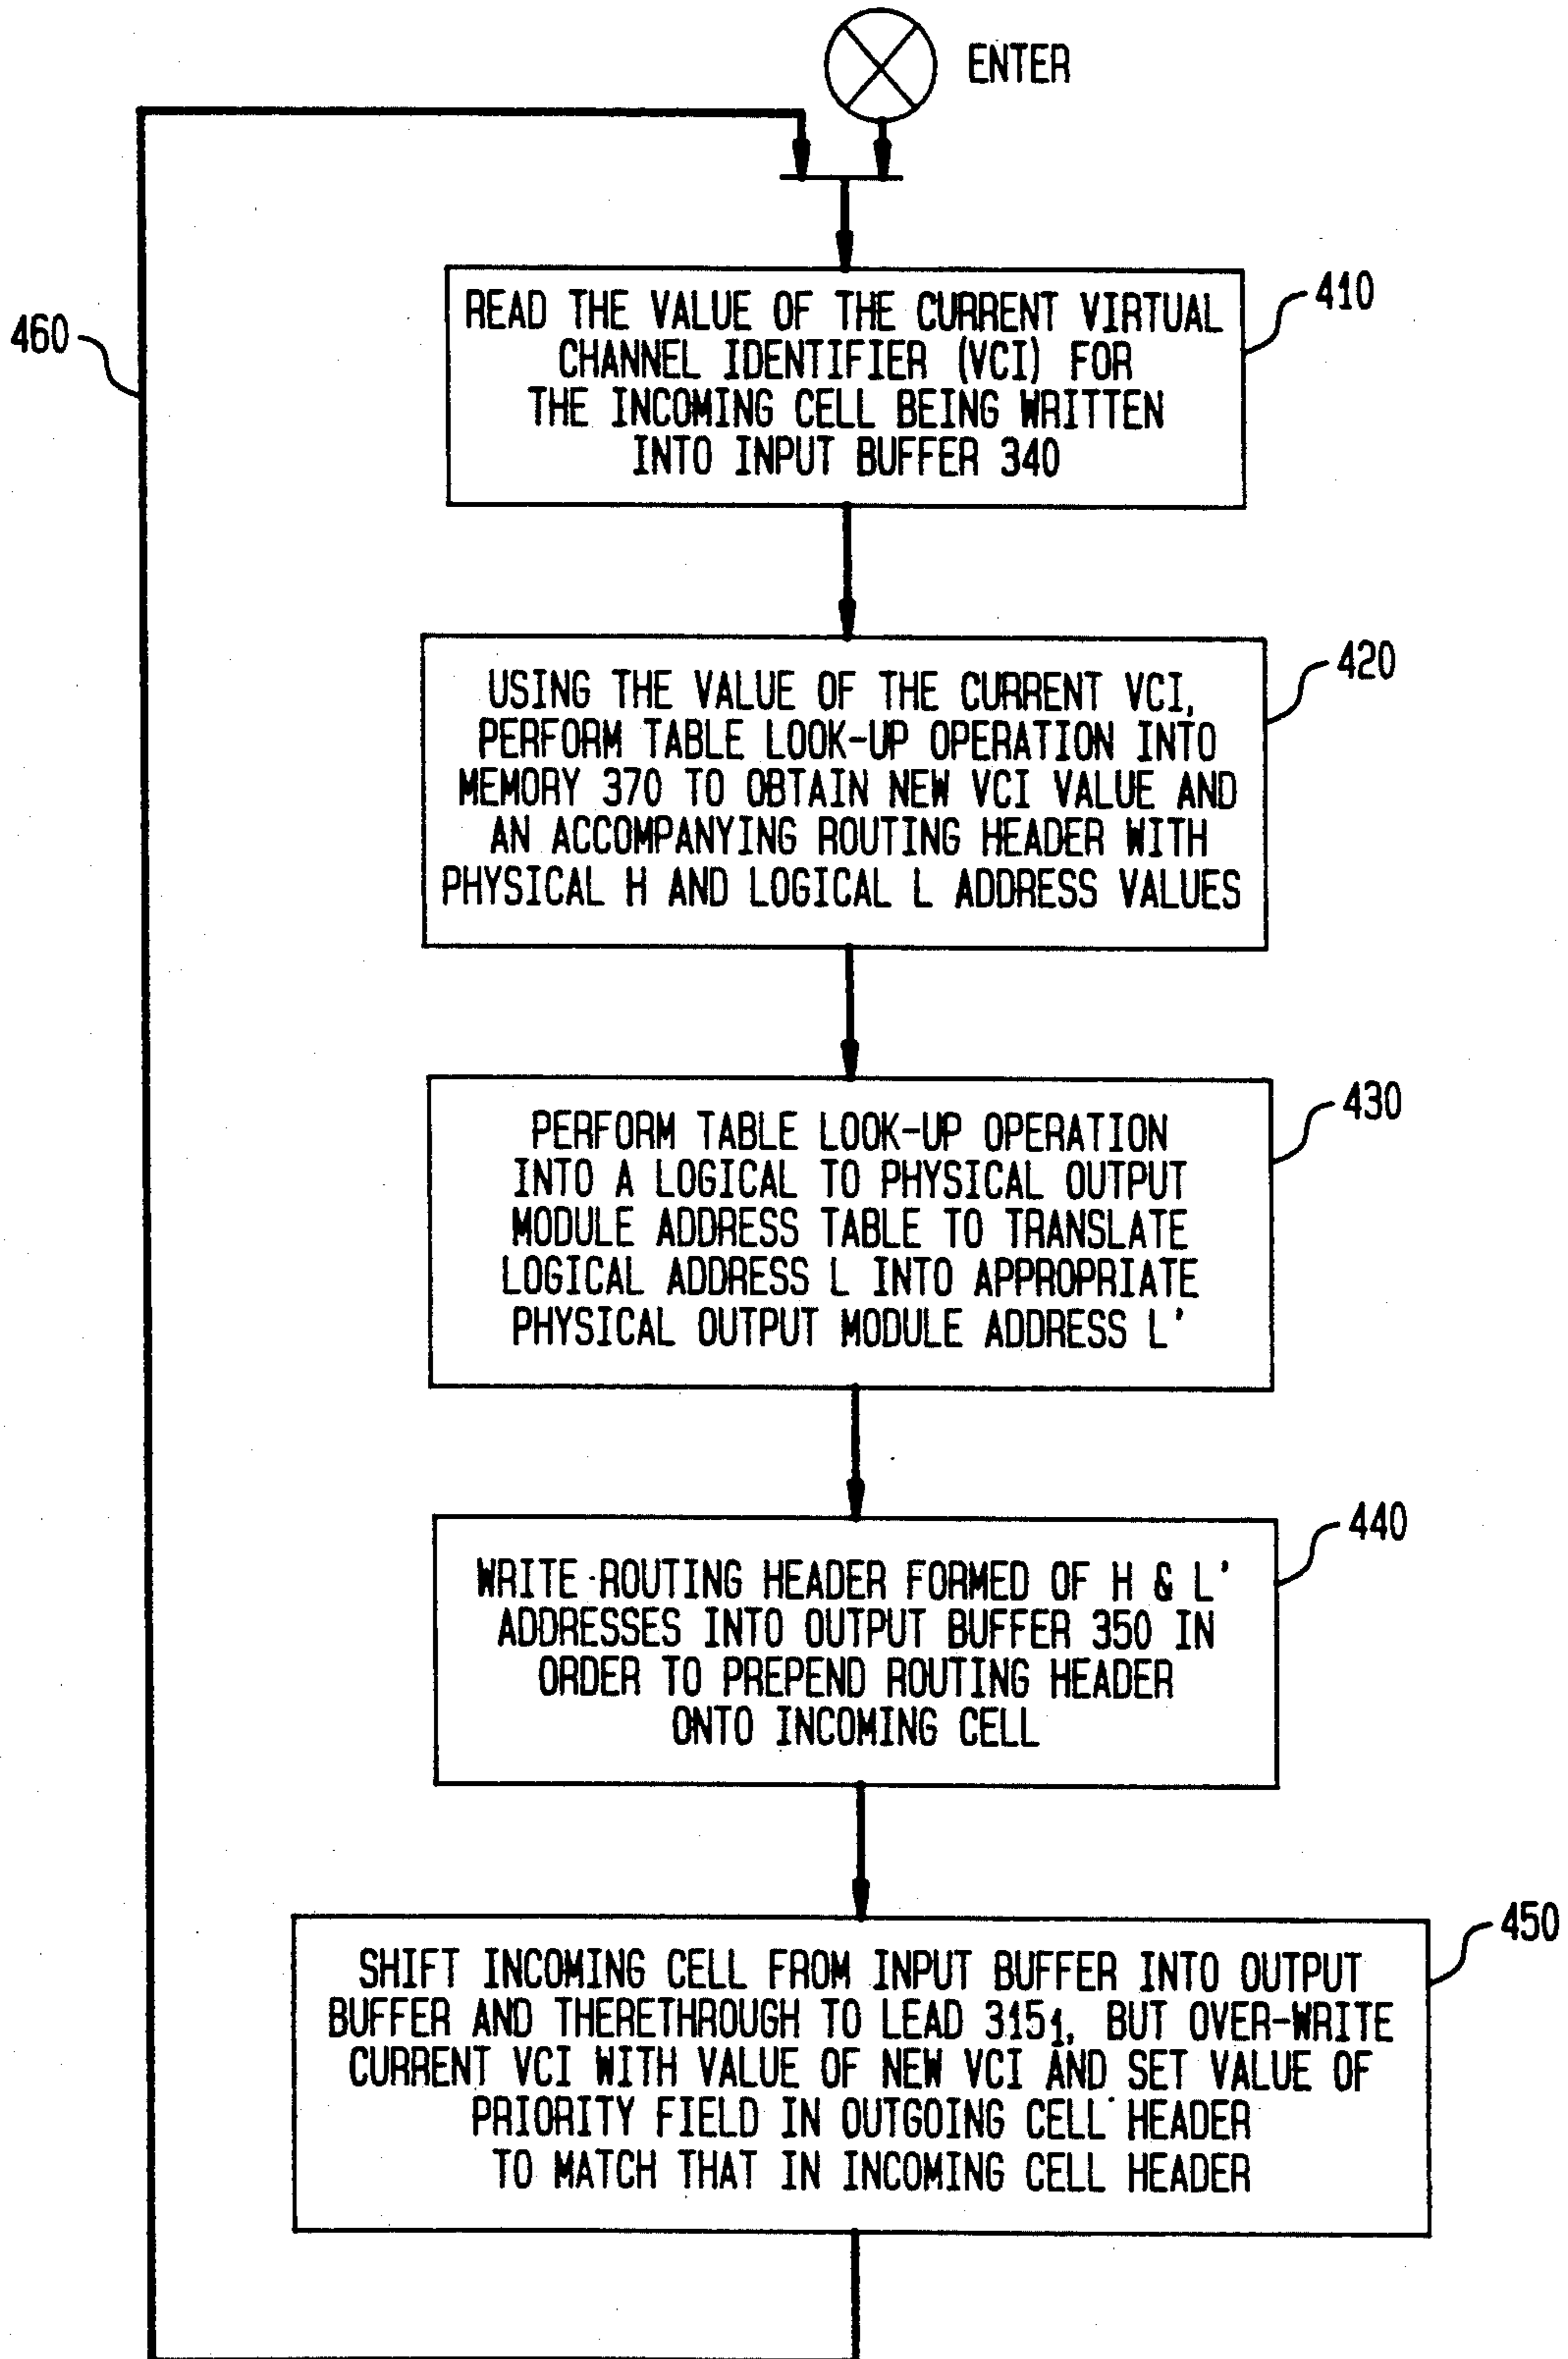 ENTER
460
410
READ THE VALUE OF THE CURRENT VIRTUAL
CHANNEL IDENTIFIER (VCI) FOR
THE INCOMING CELL BEING WRITTEN
INTO INPUT BUFFER 340
420
USING THE VALUE OF THE CURRENT VCI,
PERFORM TABLE LOOK-UP OPERATION INTO
MEMORY 370 TO OBTAIN NEW VCI VALUE AND
AN ACCOMPANYING ROUTING HEADER WITH
PHYSICAL H AND LOGICAL L ADDRESS VALUES
430
PERFORM TABLE LOOK-UP OPERATION
INTO A LOGICAL TO PHYSICAL OUTPUT
MODULE ADDRESS TABLE TO TRANSLATE
LOGICAL ADDRESS L INTO APPROPRIATE
PHYSICAL OUTPUT MODULE ADDRESS L'
440
WRITE ROUTING HEADER FORMED OF H & L'
ADDRESSES INTO OUTPUT BUFFER 350 IN
ORDER TO PREPEND ROUTING HEADER
ONTO INCOMING CELL
450
SHIFT INCOMING CELL FROM INPUT BUFFER INTO OUTPUT
BUFFER AND THERETHROUGH TO LEAD 315₁, BUT OVER-WRITE
CURRENT VCI WITH VALUE OF NEW VCI AND SET VALUE OF
PRIORITY FIELD IN OUTGOING CELL HEADER
TO MATCH THAT IN INCOMING CELL HEADER